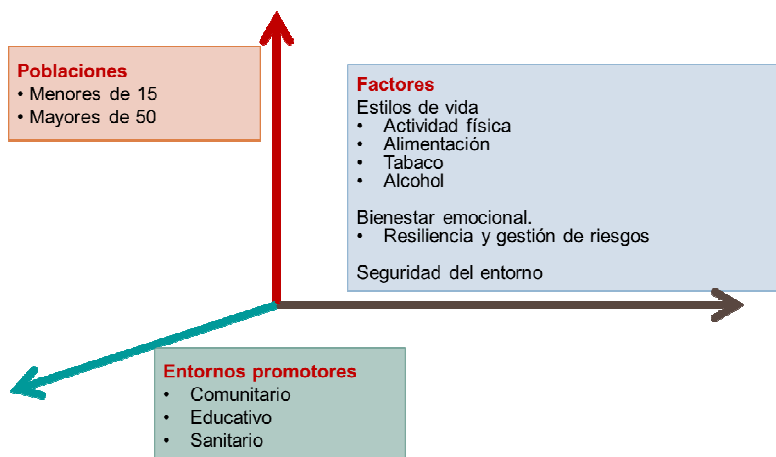 Poblaciones
• Menores de 15
• Mayores de 50
Factores
Estilos de vida
• Actividad física
• Alimentación
• Tabaco
• Alcohol
Bienestar emocional.
• Resiliencia y gestión de riesgos
Seguridad del entorno
Entornos promotores
• Comunitario
• Educativo
• Sanitario